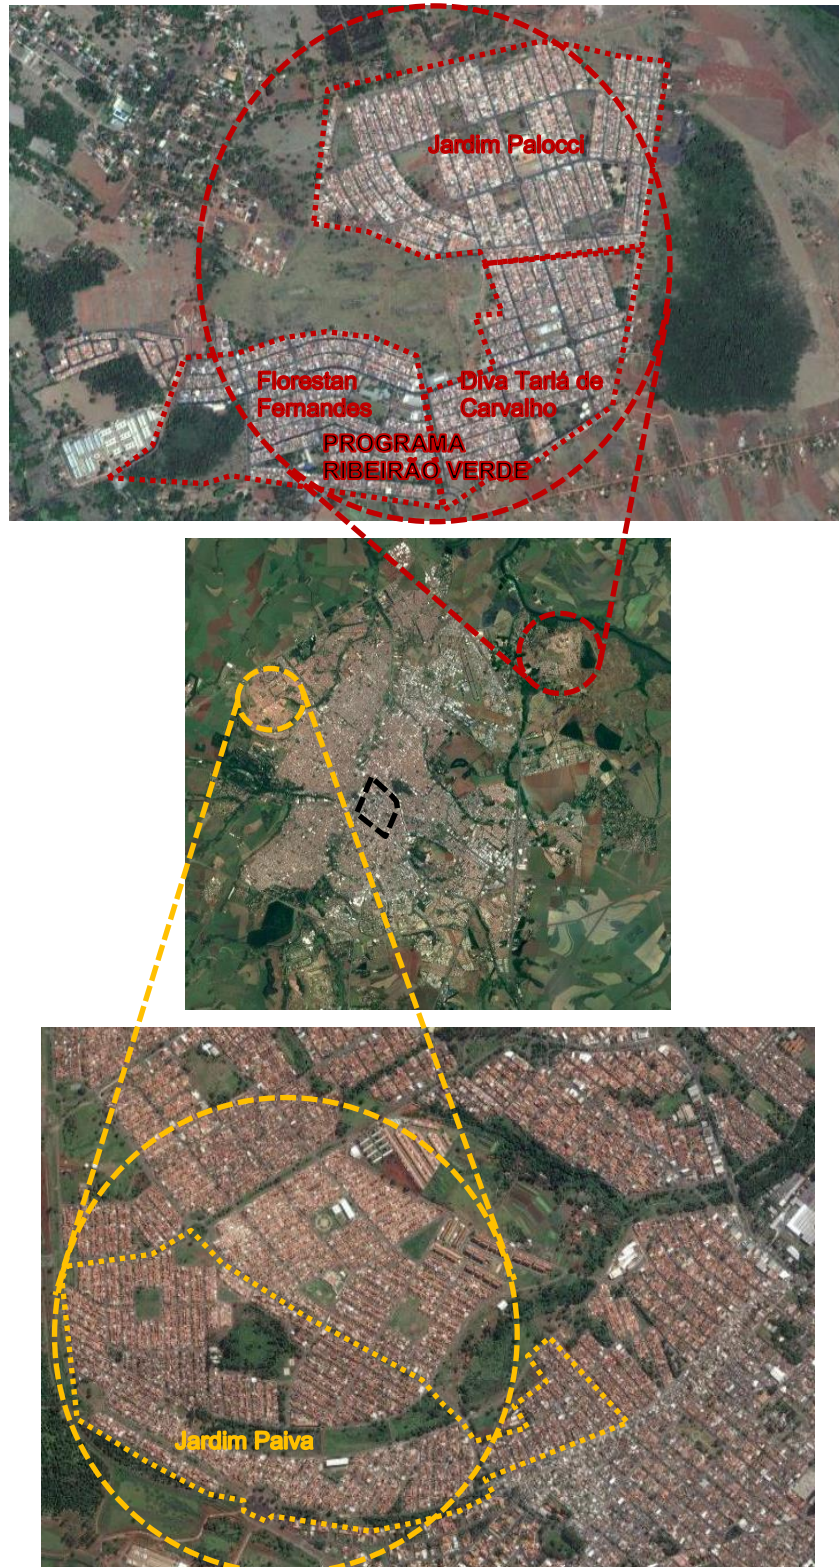 Jardim Palocci
Florestan
Fernandes
Diva Tarlá de
Carvalho
PROGRAMA
RIBEIRÃO VERDE
Jardim Paiva